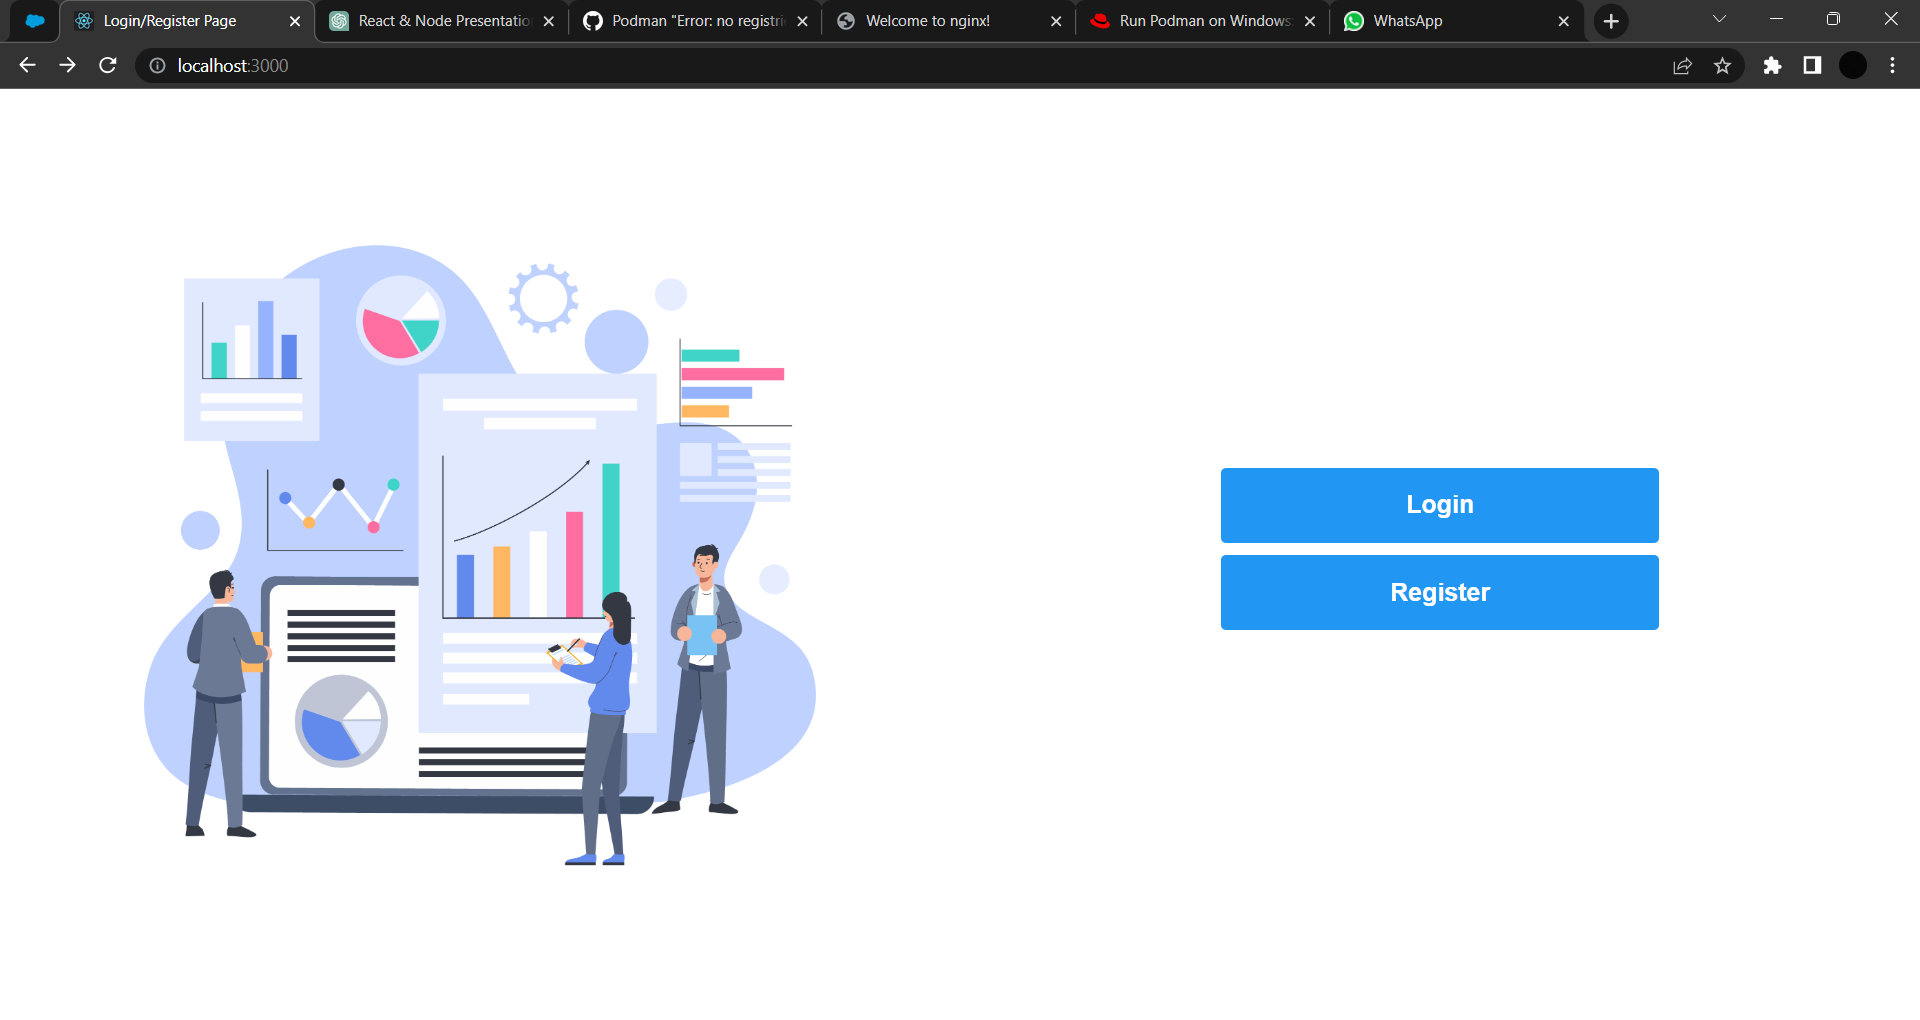 Login/Register Page
React & Node Presentatio
Podman "Error: no registri
Welcome to nginx!
Run Podman on Windows:
WhatsApp
localhost:3000
Login
Register